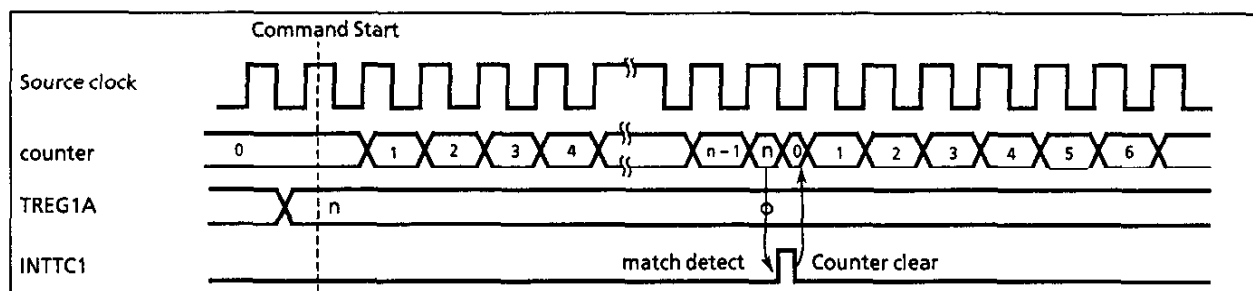 Command Start
Source clock
counter 0 1 2 3 4 n-1 n 0 1 2 3 4 5 6
TREG1A n
INTTC1 match detect Counter clear